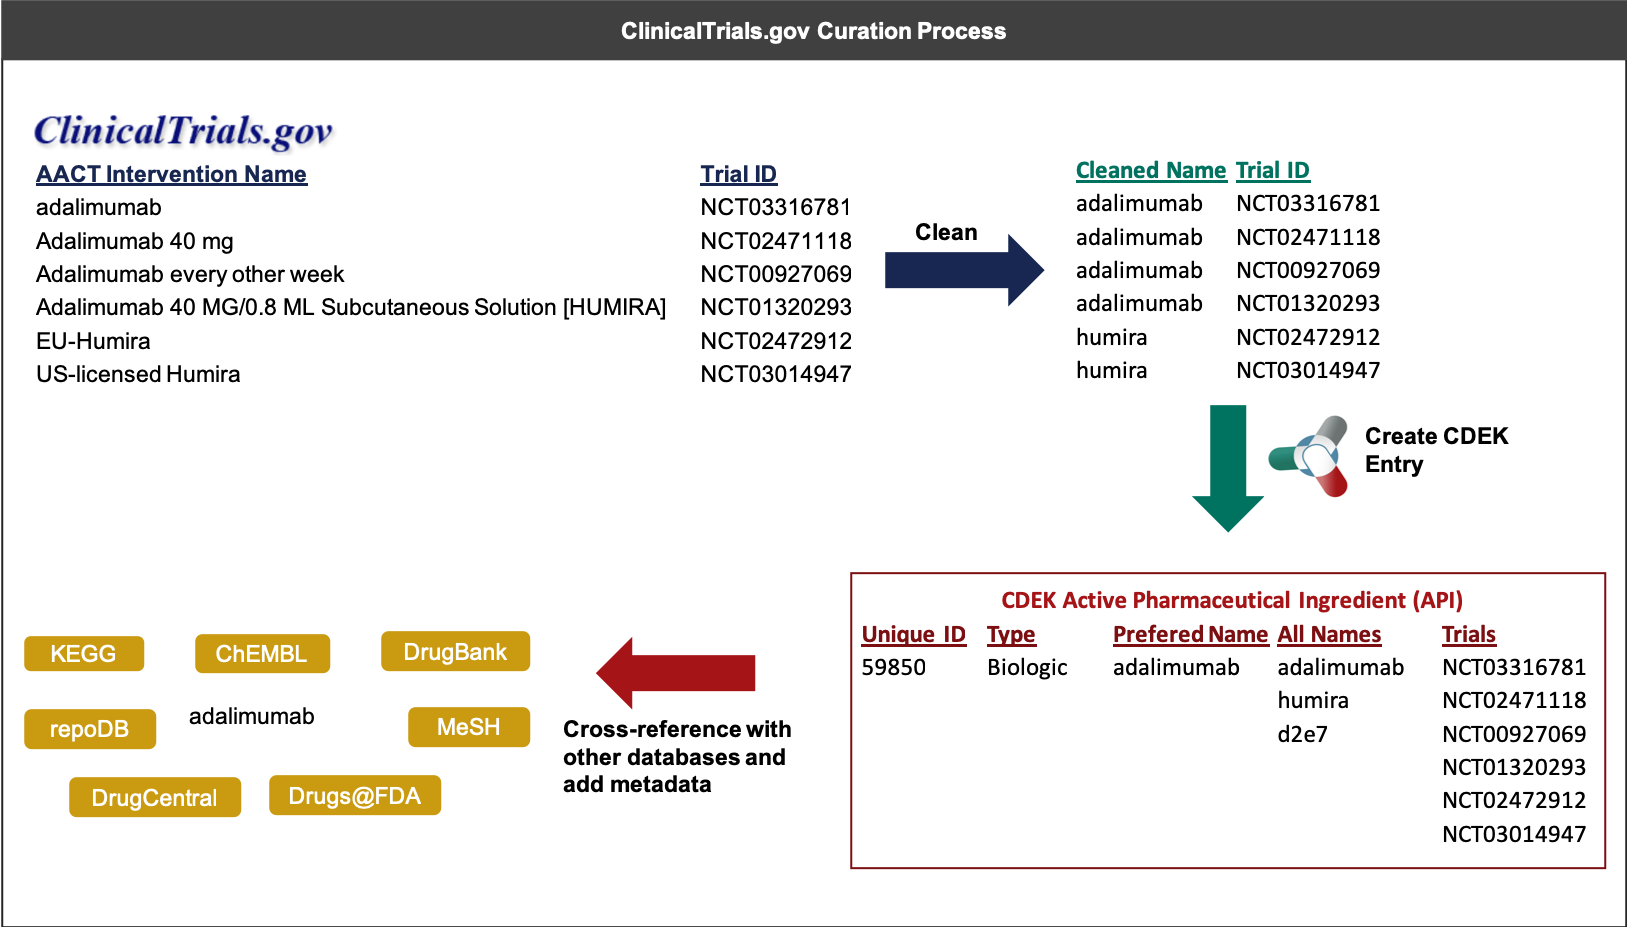 ClinicalTrials.gov Curation Process
ClinicalTrials.gov
AACT Intervention Name Trial ID
adalimumab NCT03316781
Adalimumab 40 mg NCT02471118
Adalimumab every other week NCT00927069
Adalimumab 40 MG/0.8 ML Subcutaneous Solution [HUMIRA] NCT01320293
EU-Humira NCT02472912
US-licensed Humira NCT03014947
Clean
Cleaned Name Trial ID
adalimumab NCT03316781
adalimumab NCT02471118
adalimumab NCT00927069
adalimumab NCT01320293
humira NCT02472912
humira NCT03014947
Create CDEK
Entry
CDEK Active Pharmaceutical Ingredient (API)
Unique ID Type Prefered Name All Names Trials
59850 Biologic adalimumab adalimumab NCT03316781
humira NCT02471118
d2e7 NCT00927069
NCT01320293
NCT02472912
NCT03014947
Cross-reference with
other databases and
add metadata
KEGG ChEMBL DrugBank
repoDB adalimumab MeSH
DrugCentral Drugs@FDA